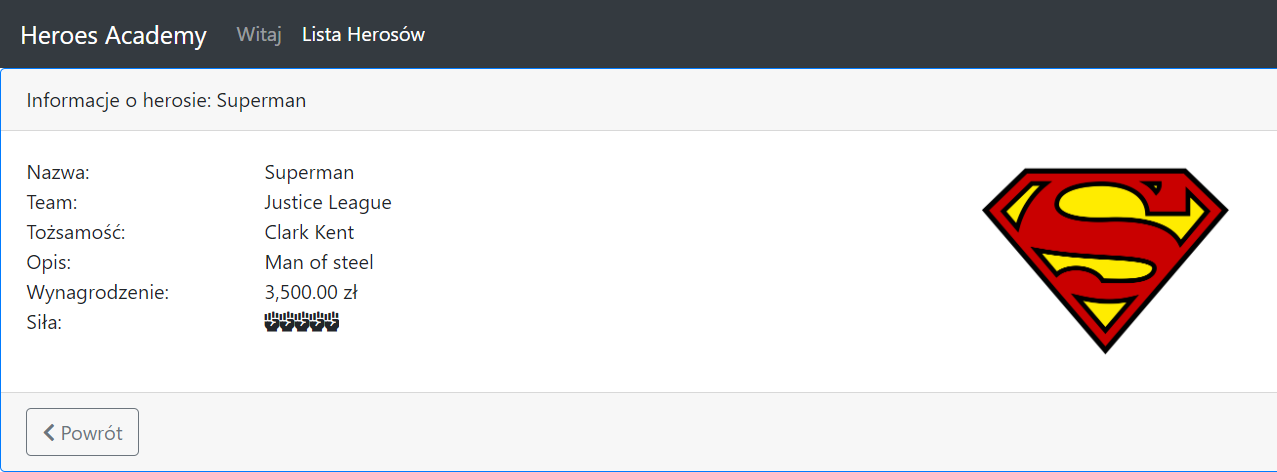 Heroes Academy Witaj Lista Herosów
Informacje o herosie: Superman
Nazwa: Superman
Team: Justice League
Tożsamość: Clark Kent
Opis: Man of steel
Wynagrodzenie: 3,500.00 zł
Siła:
S
Powrót